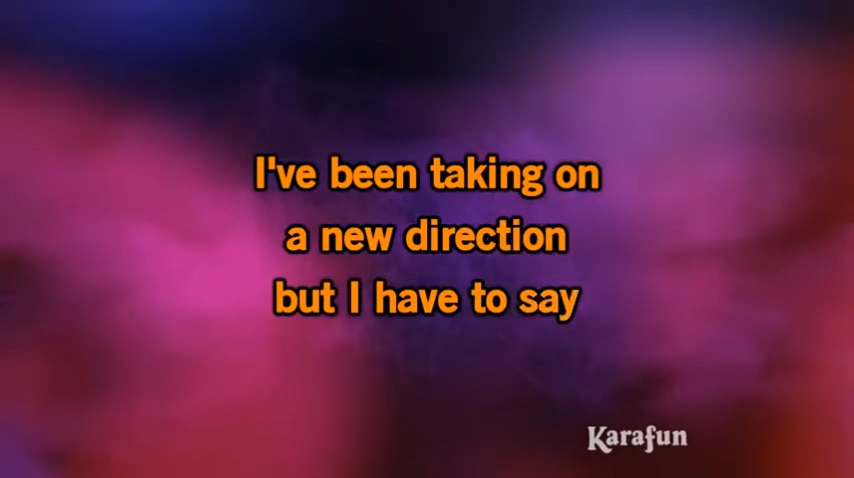 I've been taking on
a new direction
but I have to say
Karafun